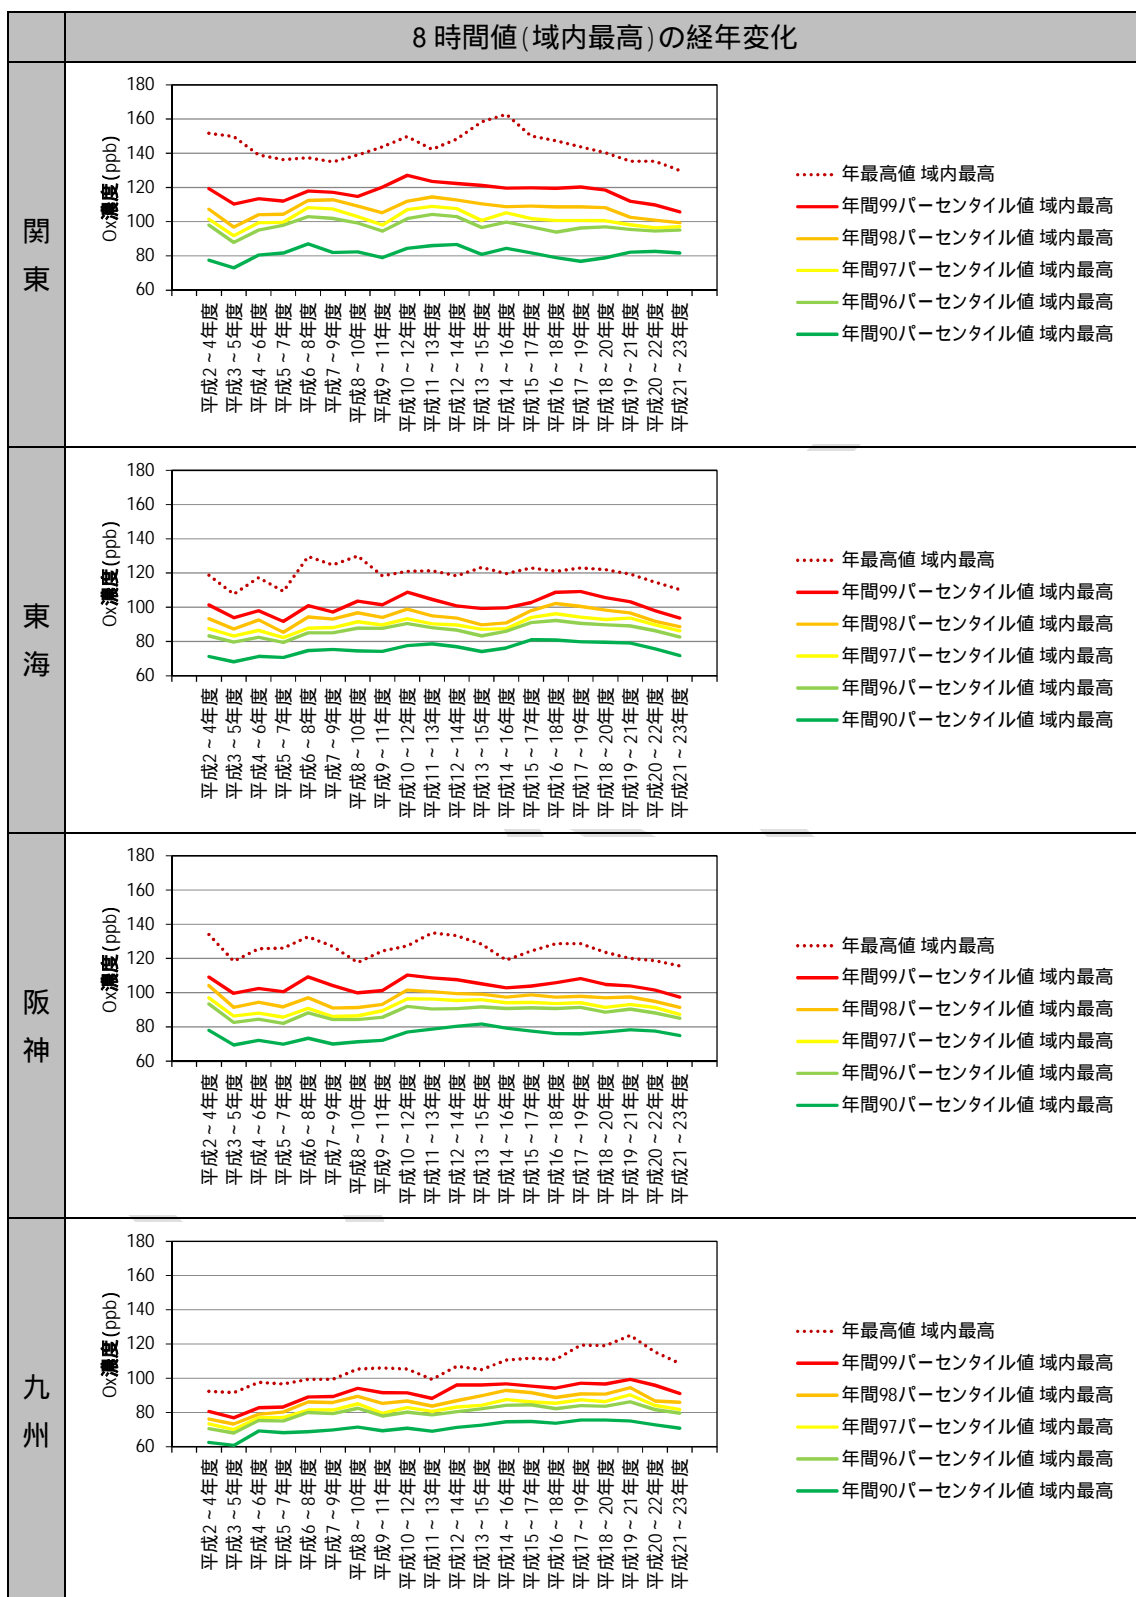 8時間値(域内最高)の経年変化
関東
Ox濃度(ppb)
180
160
140
120
100
80
60
平成2~4年度
平成3~5年度
平成4~6年度
平成5~7年度
平成6~8年度
平成7~9年度
平成8~10年度
平成9~11年度
平成10~12年度
平成11~13年度
平成12~14年度
平成13~15年度
平成14~16年度
平成15~17年度
平成16~18年度
平成17~19年度
平成18~20年度
平成19~21年度
平成20~22年度
平成21~23年度
年最高値 域内最高
年間99パーセンタイル値 域内最高
年間98パーセンタイル値 域内最高
年間97パーセンタイル値 域内最高
年間96パーセンタイル値 域内最高
年間90パーセンタイル値 域内最高
東海
Ox濃度(ppb)
180
160
140
120
100
80
60
平成2~4年度
平成3~5年度
平成4~6年度
平成5~7年度
平成6~8年度
平成7~9年度
平成8~10年度
平成9~11年度
平成10~12年度
平成11~13年度
平成12~14年度
平成13~15年度
平成14~16年度
平成15~17年度
平成16~18年度
平成17~19年度
平成18~20年度
平成19~21年度
平成20~22年度
平成21~23年度
年最高値 域内最高
年間99パーセンタイル値 域内最高
年間98パーセンタイル値 域内最高
年間97パーセンタイル値 域内最高
年間96パーセンタイル値 域内最高
年間90パーセンタイル値 域内最高
阪神
Ox濃度(ppb)
180
160
140
120
100
80
60
平成2~4年度
平成3~5年度
平成4~6年度
平成5~7年度
平成6~8年度
平成7~9年度
平成8~10年度
平成9~11年度
平成10~12年度
平成11~13年度
平成12~14年度
平成13~15年度
平成14~16年度
平成15~17年度
平成16~18年度
平成17~19年度
平成18~20年度
平成19~21年度
平成20~22年度
平成21~23年度
年最高値 域内最高
年間99パーセンタイル値 域内最高
年間98パーセンタイル値 域内最高
年間97パーセンタイル値 域内最高
年間96パーセンタイル値 域内最高
年間90パーセンタイル値 域内最高
九州
Ox濃度(ppb)
180
160
140
120
100
80
60
平成2~4年度
平成3~5年度
平成4~6年度
平成5~7年度
平成6~8年度
平成7~9年度
平成8~10年度
平成9~11年度
平成10~12年度
平成11~13年度
平成12~14年度
平成13~15年度
平成14~16年度
平成15~17年度
平成16~18年度
平成17~19年度
平成18~20年度
平成19~21年度
平成20~22年度
平成21~23年度
年最高値 域内最高
年間99パーセンタイル値 域内最高
年間98パーセンタイル値 域内最高
年間97パーセンタイル値 域内最高
年間96パーセンタイル値 域内最高
年間90パーセンタイル値 域内最高